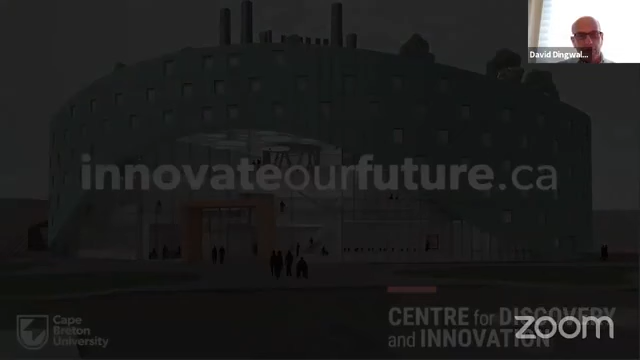 David Dingwal...
innovateourfuture.ca
Cape
Breton
University
CENTRE for DISCOVERY
and INNOVATION
zoom